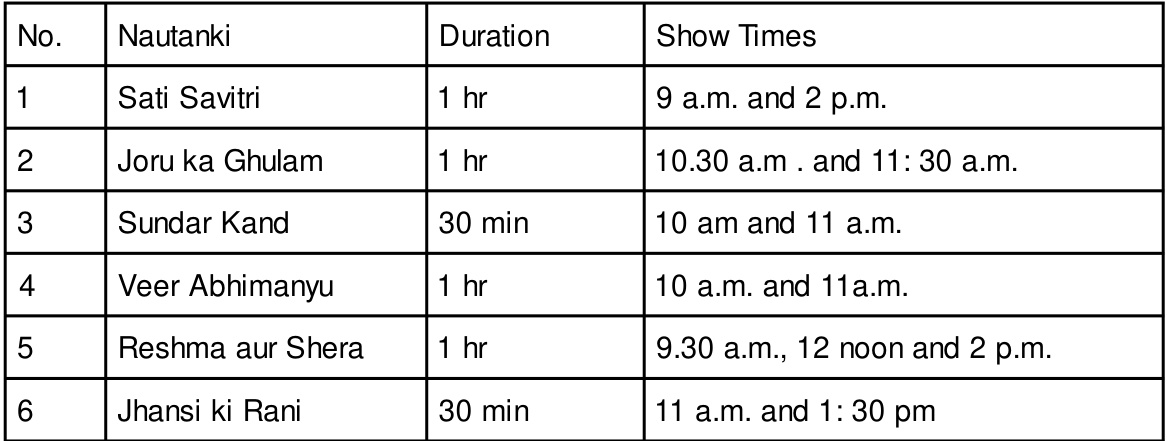 No. Nautanki Duration Show Times
1 Sati Savitri 1 hr 9 a.m. and 2 p.m.
2 Joru ka Ghulam 1 hr 10.30 a.m . and 11: 30 a.m.
3 Sundar Kand 30 min 10 am and 11 a.m.
4 Veer Abhimanyu 1 hr 10 a.m. and 11a.m.
5 Reshma aur Shera 1 hr 9.30 a.m., 12 noon and 2 p.m.
6 Jhansi ki Rani 30 min 11 a.m. and 1: 30 pm